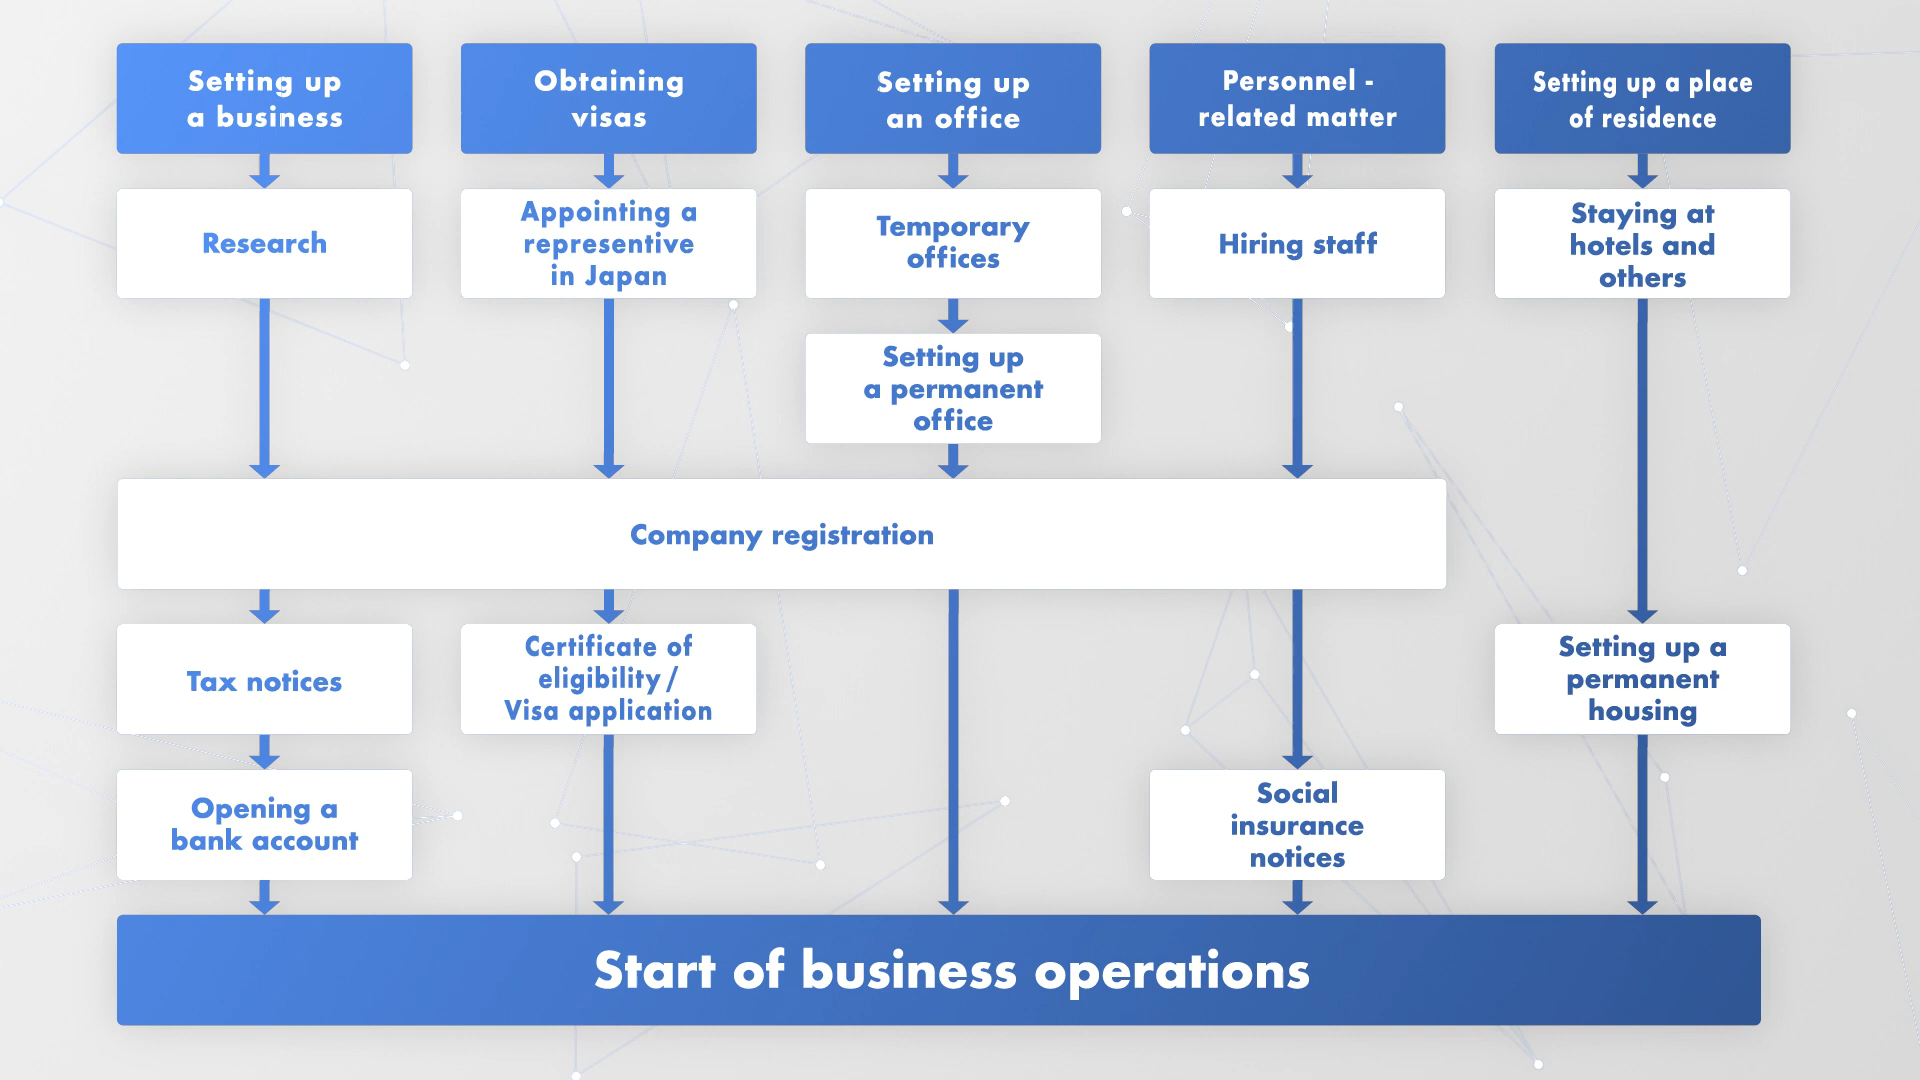 Setting up
a business
Obtaining
visas
Setting up
an office
Personnel -
related matter
Setting up a place
of residence
Research
Appointing a
representive
in Japan
Temporary
offices
Hiring staff
Staying at
hotels and
others
Setting up
a permanent
office
Company registration
Tax notices
Certificate of
eligibility /
Visa application
Setting up a
permanent
housing
Opening a
bank account
Social
insurance
notices
Start of business operations